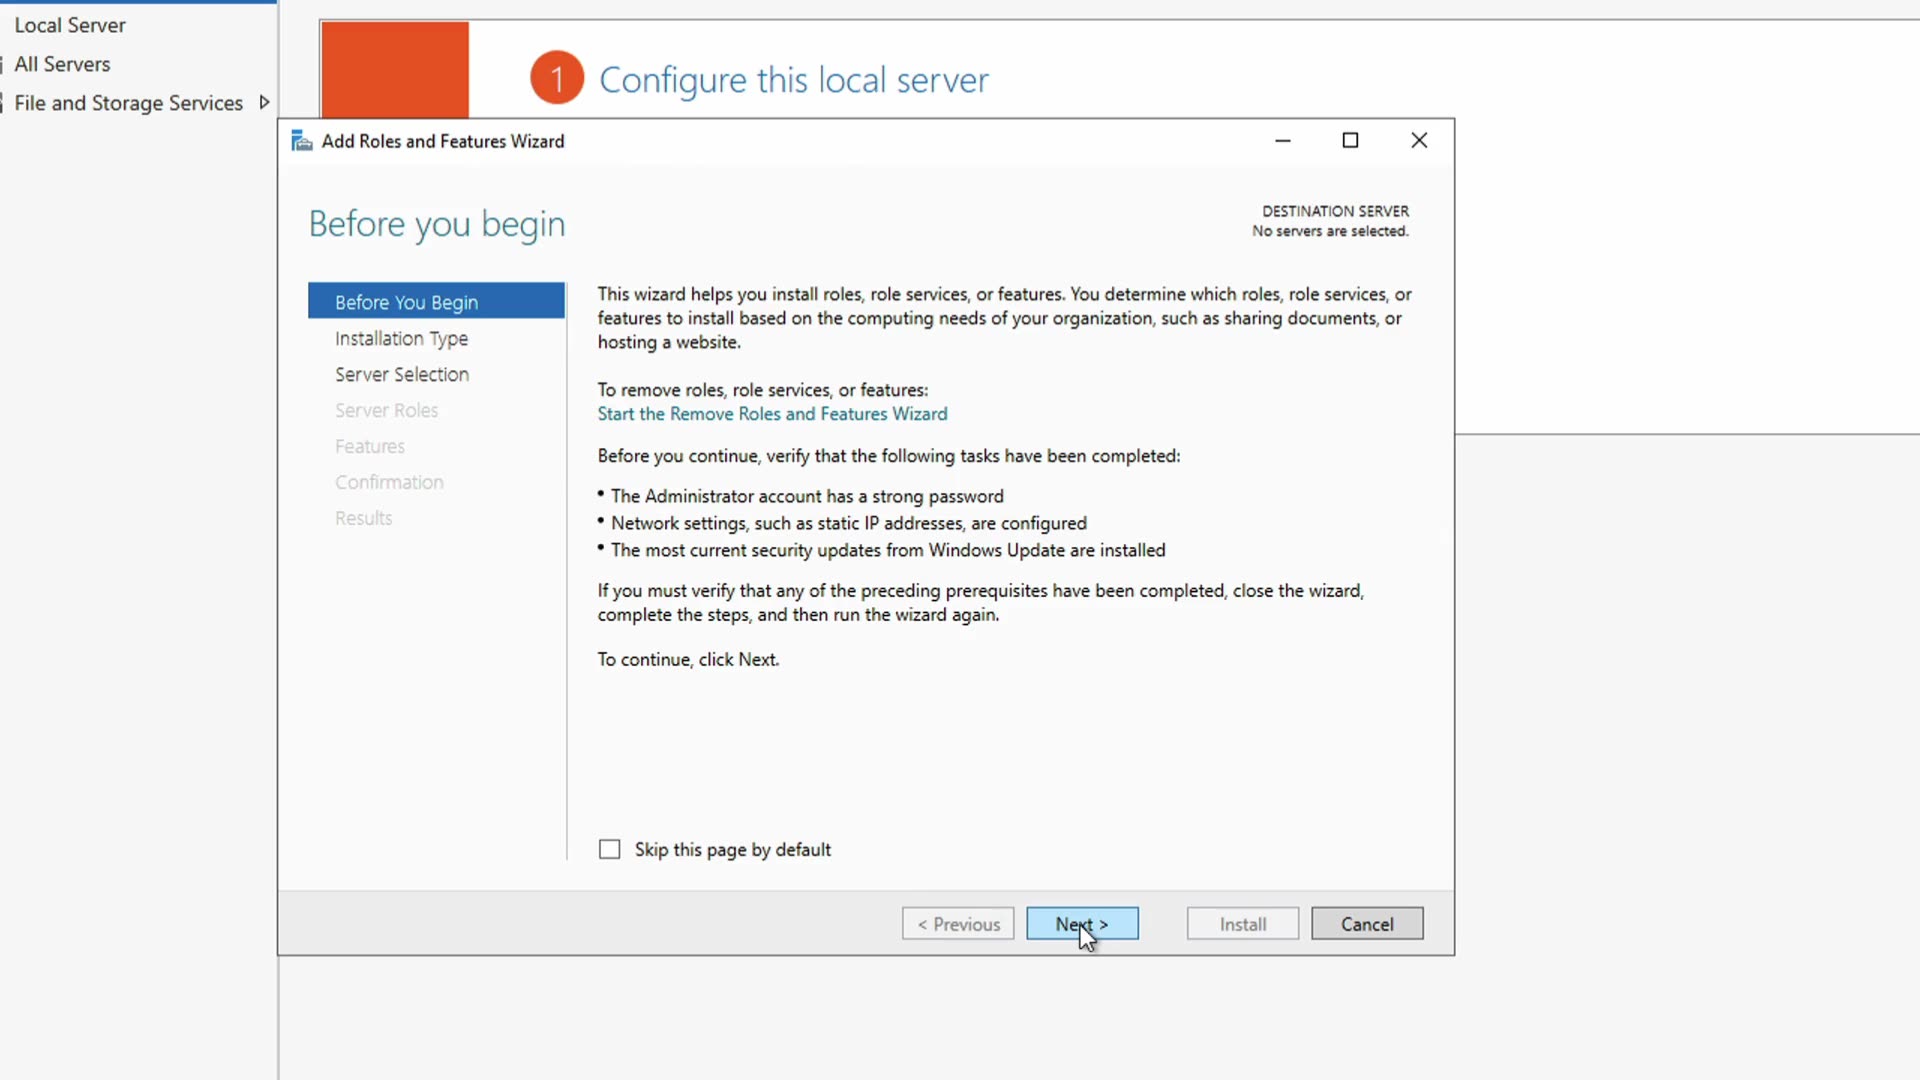 Local Server
All Servers
File and Storage Services
1 Configure this local server
Add Roles and Features Wizard
Before you begin
DESTINATION SERVER
No servers are selected.
Before You Begin
Installation Type
Server Selection
Server Roles
Features
Confirmation
Results
This wizard helps you install roles, role services, or features. You determine which roles, role services, or
features to install based on the computing needs of your organization, such as sharing documents, or
hosting a website.
To remove roles, role services, or features:
Start the Remove Roles and Features Wizard
Before you continue, verify that the following tasks have been completed:
• The Administrator account has a strong password
• Network settings, such as static IP addresses, are configured
• The most current security updates from Windows Update are installed
If you must verify that any of the preceding prerequisites have been completed, close the wizard,
complete the steps, and then run the wizard again.
To continue, click Next.
Skip this page by default
< Previous
Next >
Install
Cancel